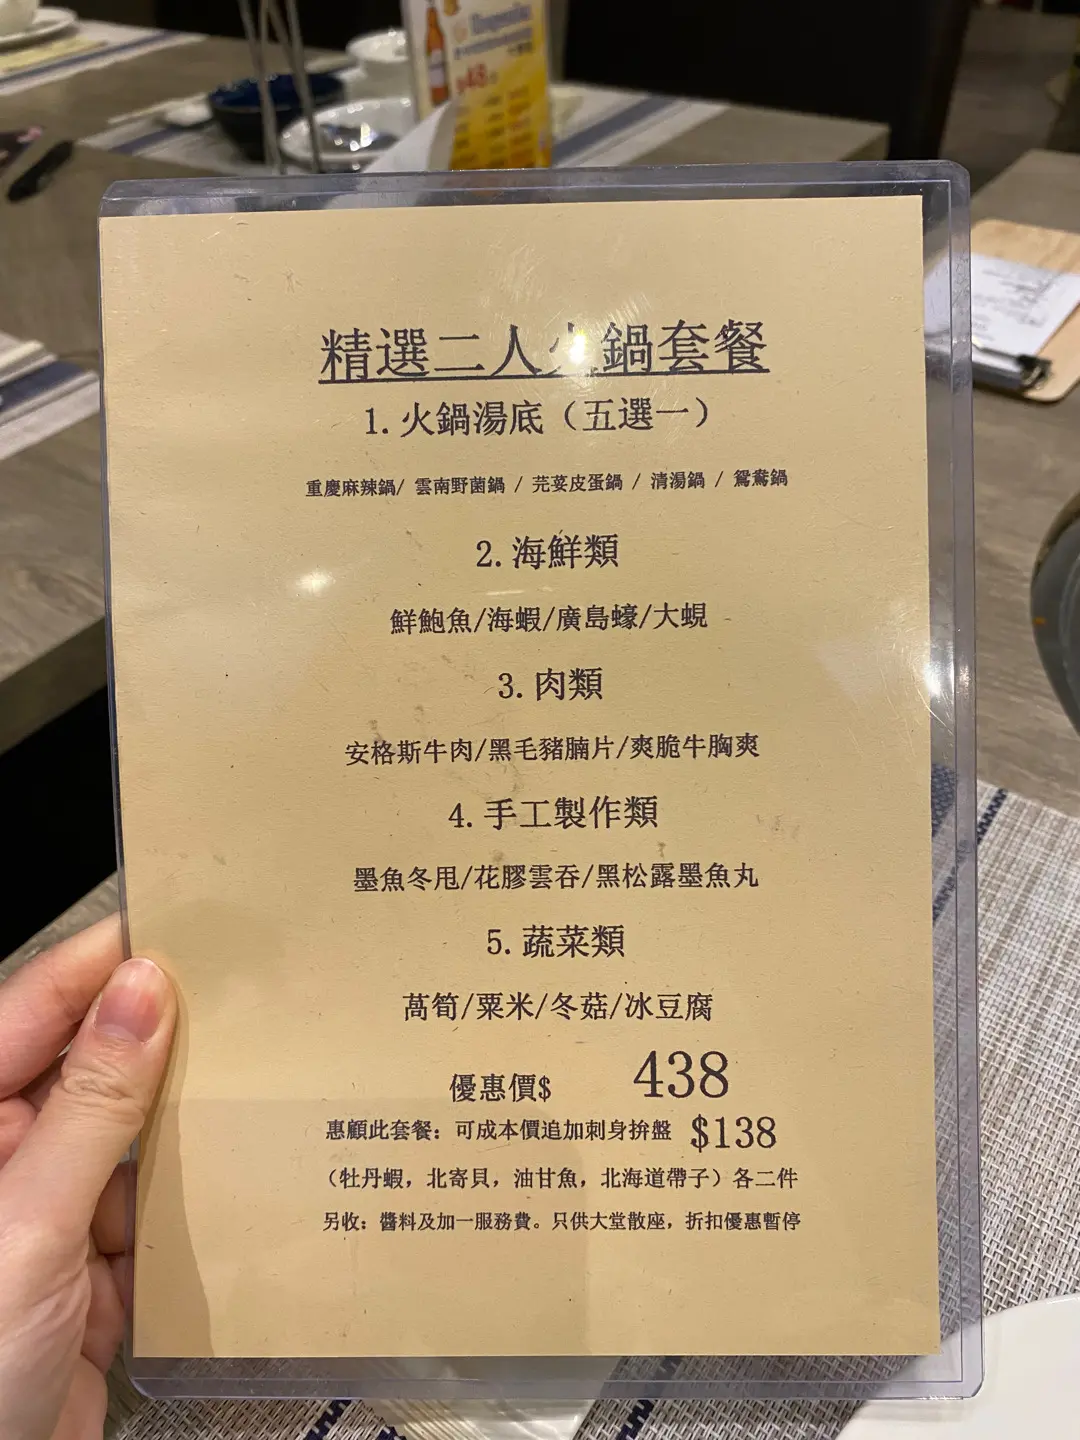 $48
精選二人火鍋套餐
1. 火鍋湯底（五選一）
重慶麻辣鍋/ 雲南野菌鍋 / 芫荽皮蛋鍋 / 清湯鍋 / 鴛鴦鍋
2. 海鮮類
鮮鮑魚/海蝦/廣島蠔/大蜆
3. 肉類
安格斯牛肉/黑毛豬腩片/爽脆牛胸爽
4. 手工製作類
墨魚冬甩/花膠雲吞/黑松露墨魚丸
5. 蔬菜類
萵筍/粟米/冬菇/冰豆腐
優惠價$ 438
惠顧此套餐：可成本價追加刺身拚盤 $138
（牡丹蝦，北寄貝，油甘魚，北海道帶子）各二件
另收：醬料及加一服務費。只供大堂散座，折扣優惠暫停